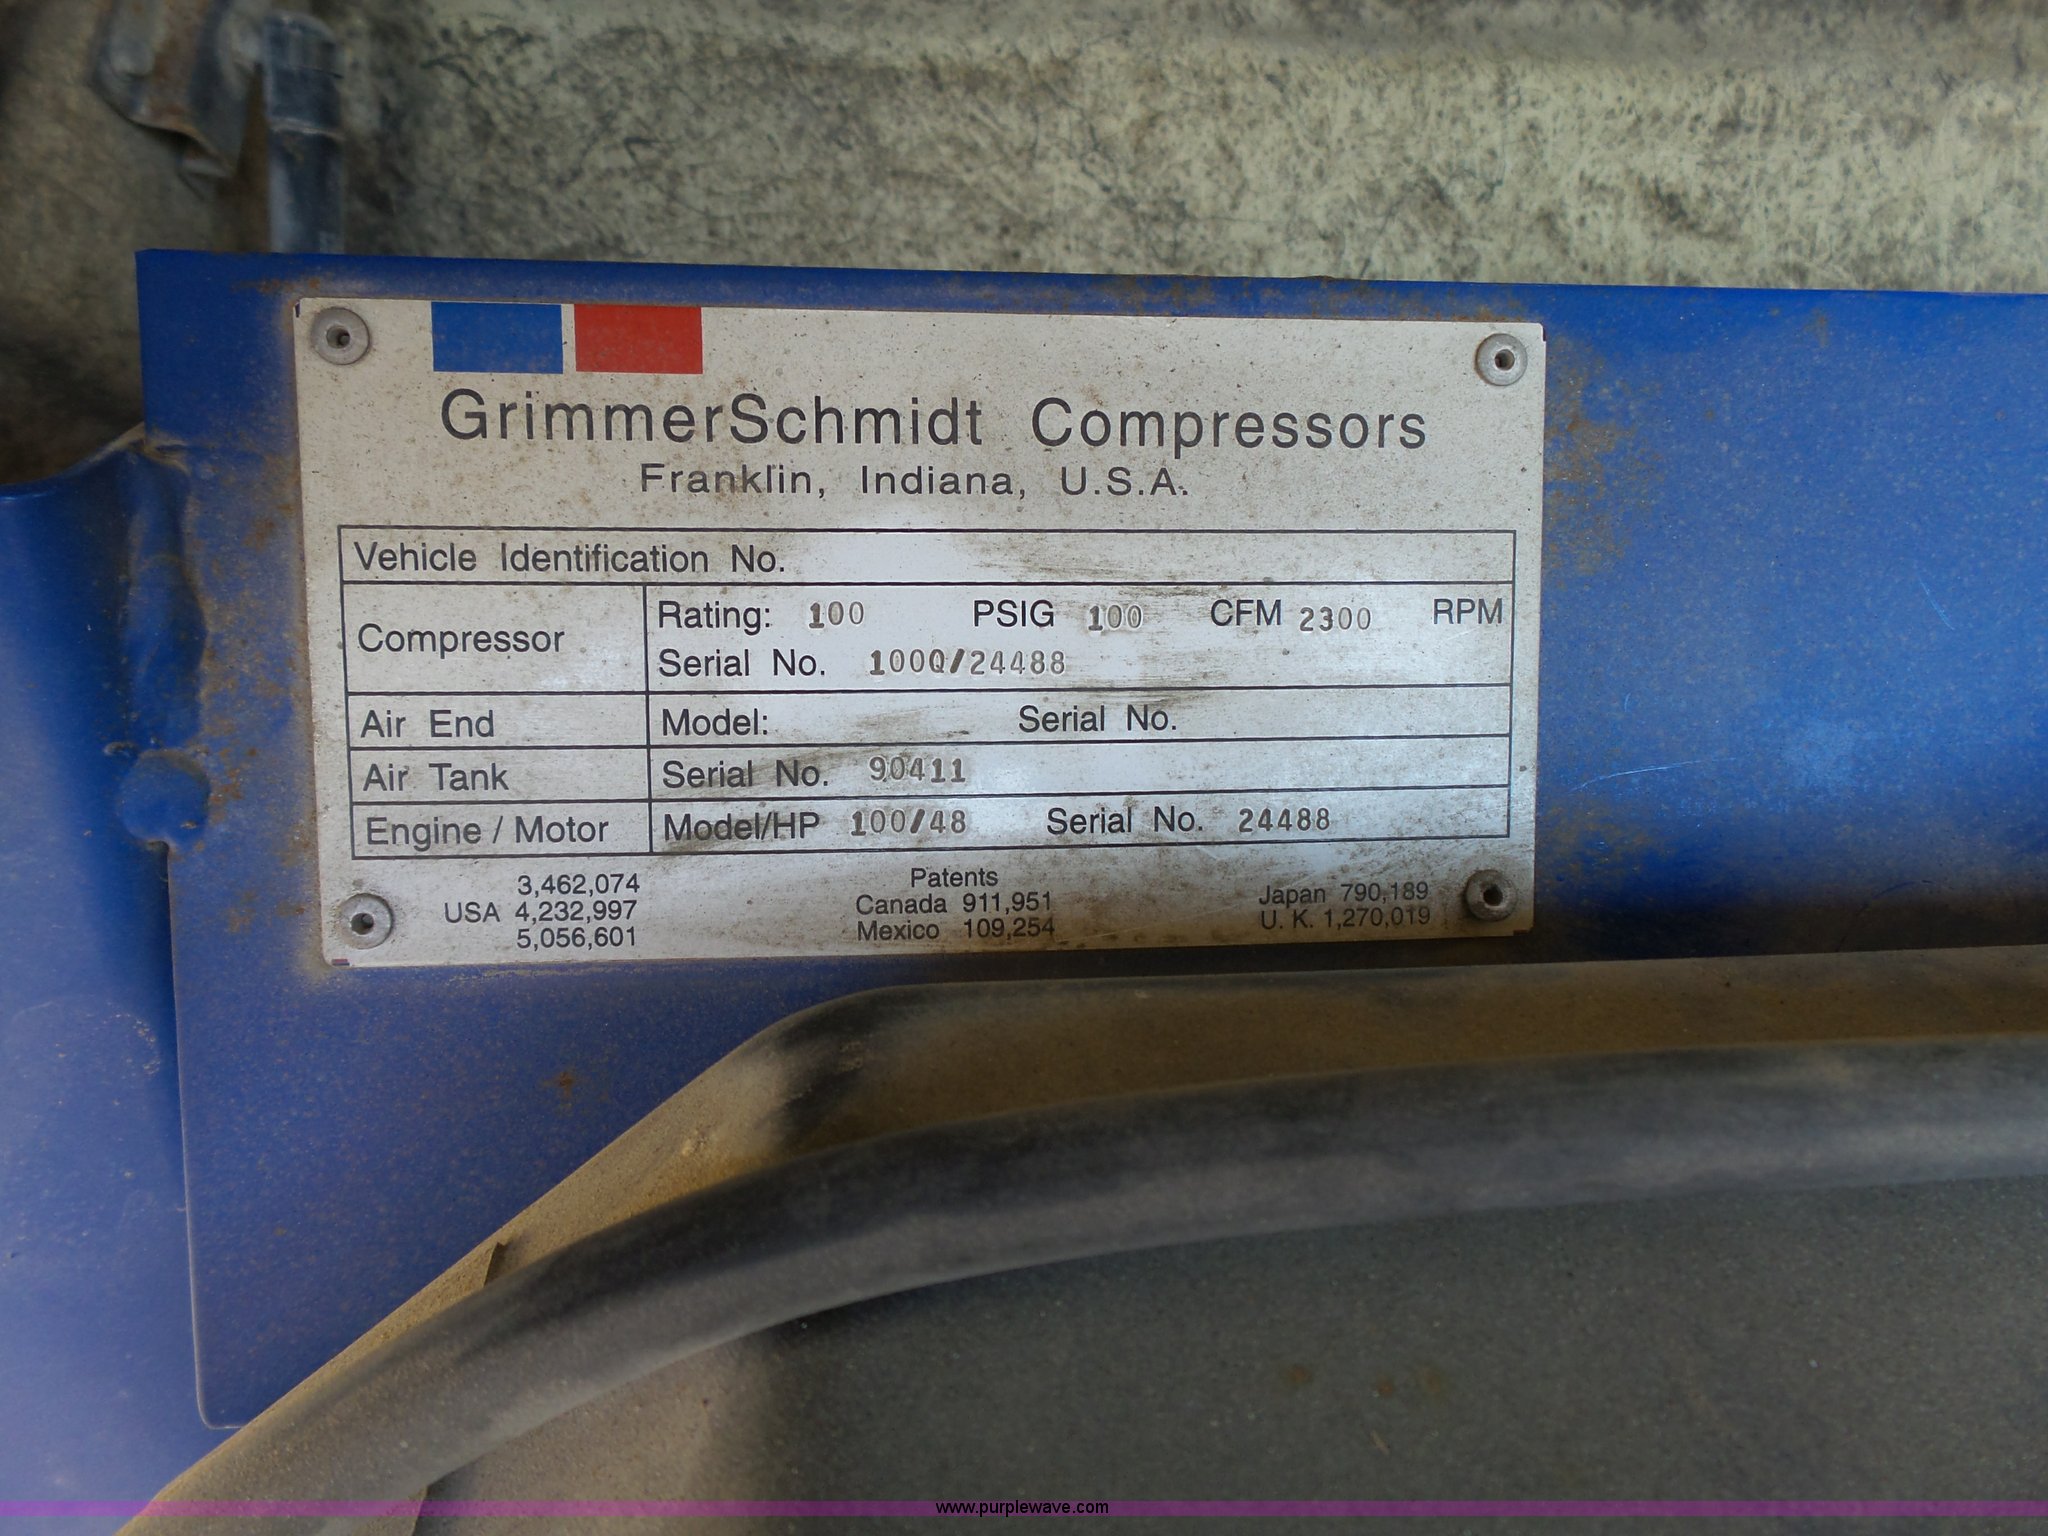 GrimmerSchmidt Compressors
Franklin, Indiana, U.S.A.
Vehicle Identification No.
Compressor
Rating: 100 PSIG 100 CFM 2300 RPM
Serial No. 100Q/24488
Air End Model: Serial No.
Air Tank Serial No. 90411
Engine / Motor Model/HP 100/48 Serial No. 24488
Patents
USA 3,462,074
4,232,997
5,056,601
Canada 911,951
Mexico 109,254
Japan 790,189
U. K. 1,270,019
www.purplewave.com